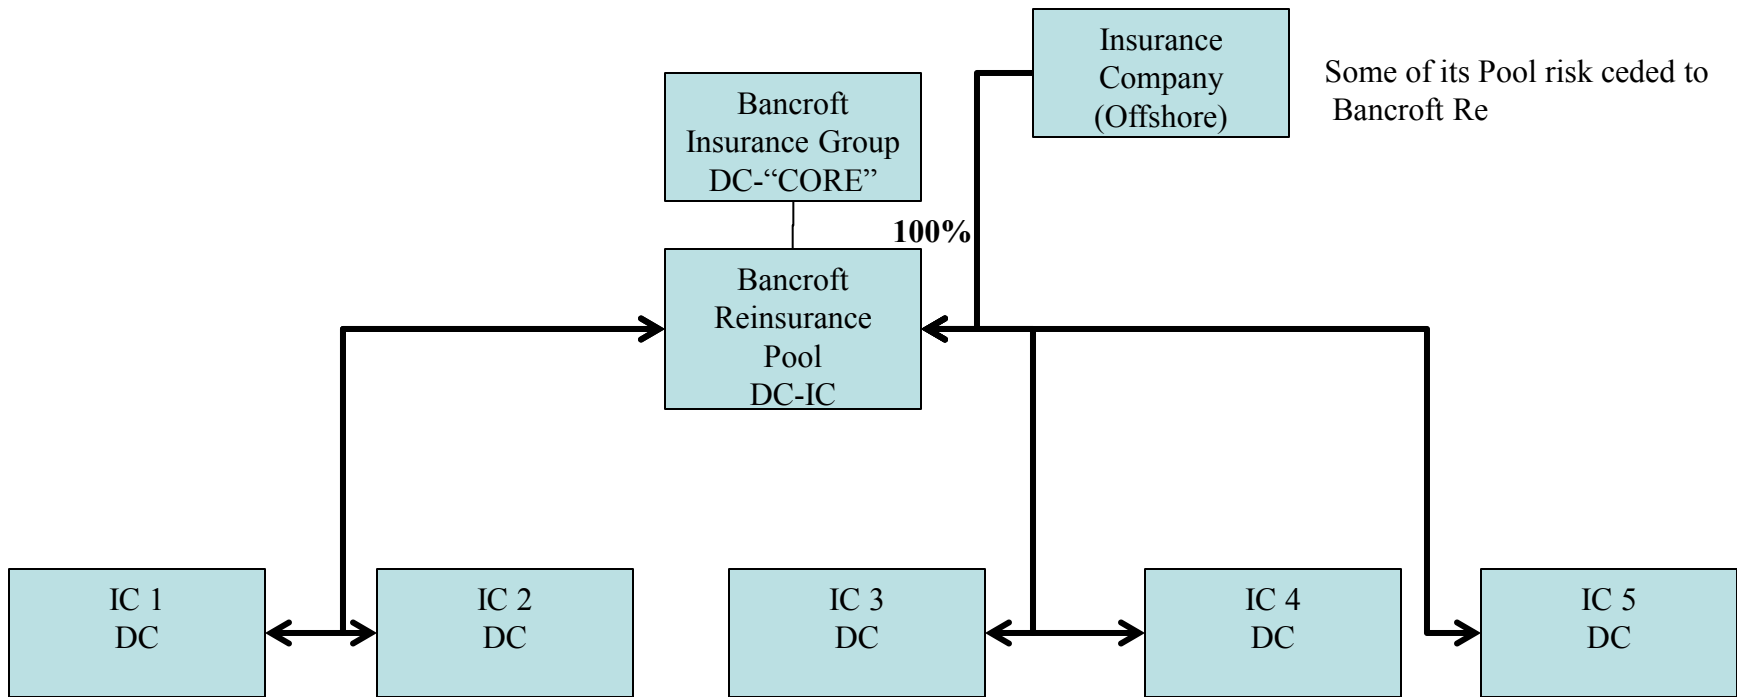 Insurance
Company
(Offshore)
Some of its Pool risk ceded to
Bancroft Re
Bancroft
Insurance Group
DC-“CORE”
100%
Bancroft
Reinsurance
Pool
DC-IC
IC 1
DC
IC 2
DC
IC 3
DC
IC 4
DC
IC 5
DC